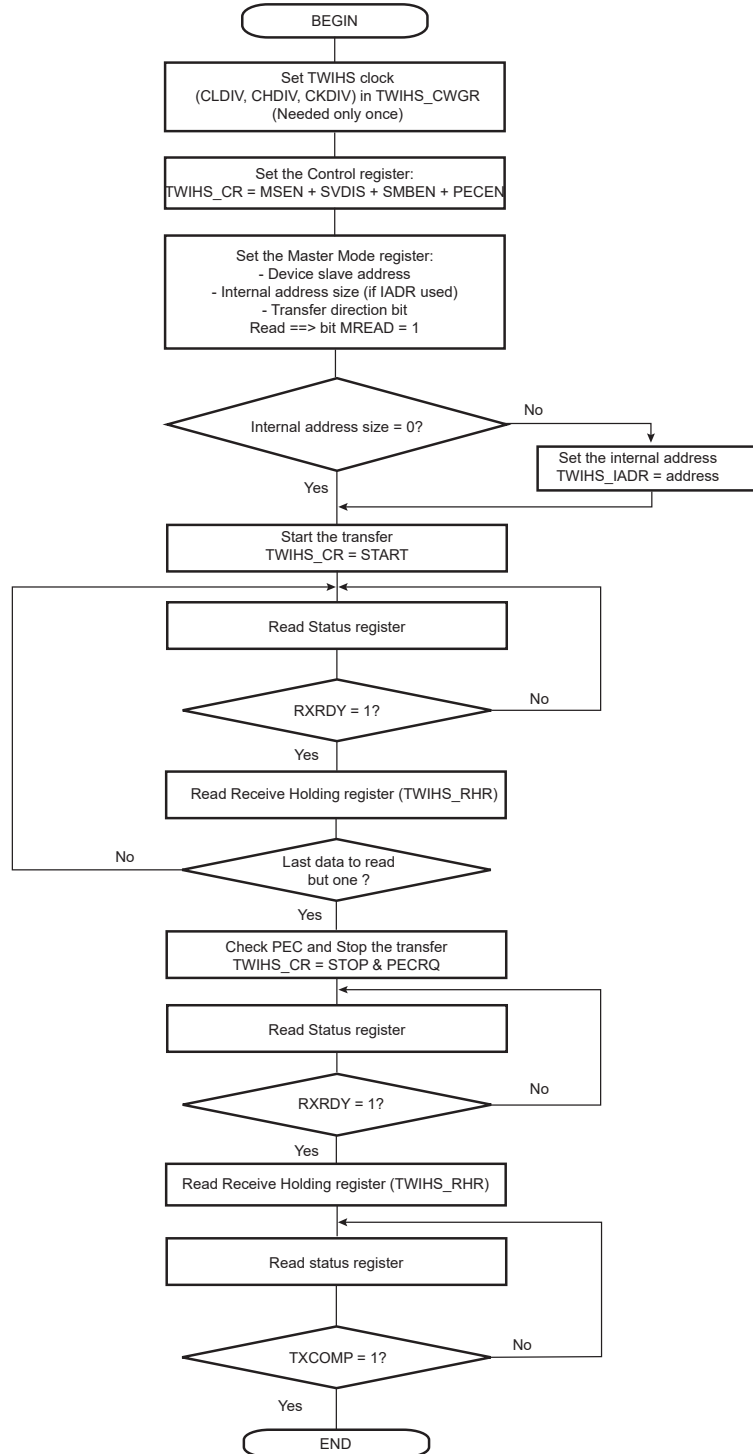 BEGIN
Set TWIHS clock
(CLDIV, CHDIV, CKDIV) in TWIHS_CWGR
(Needed only once)
Set the Control register:
TWIHS_CR = MSEN + SVDIS + SMBEN + PECEN
Set the Master Mode register:
- Device slave address
- Internal address size (if IADR used)
- Transfer direction bit
Read ==> bit MREAD = 1
Internal address size = 0?
No
Set the internal address
TWIHS_IADR = address
Yes
Start the transfer
TWIHS_CR = START
Read Status register
RXRDY = 1?
No
Yes
Read Receive Holding register (TWIHS_RHR)
Last data to read
but one ?
No
Yes
Check PEC and Stop the transfer
TWIHS_CR = STOP & PECRQ
Read Status register
RXRDY = 1?
No
Yes
Read Receive Holding register (TWIHS_RHR)
Read status register
TXCOMP = 1?
No
Yes
END